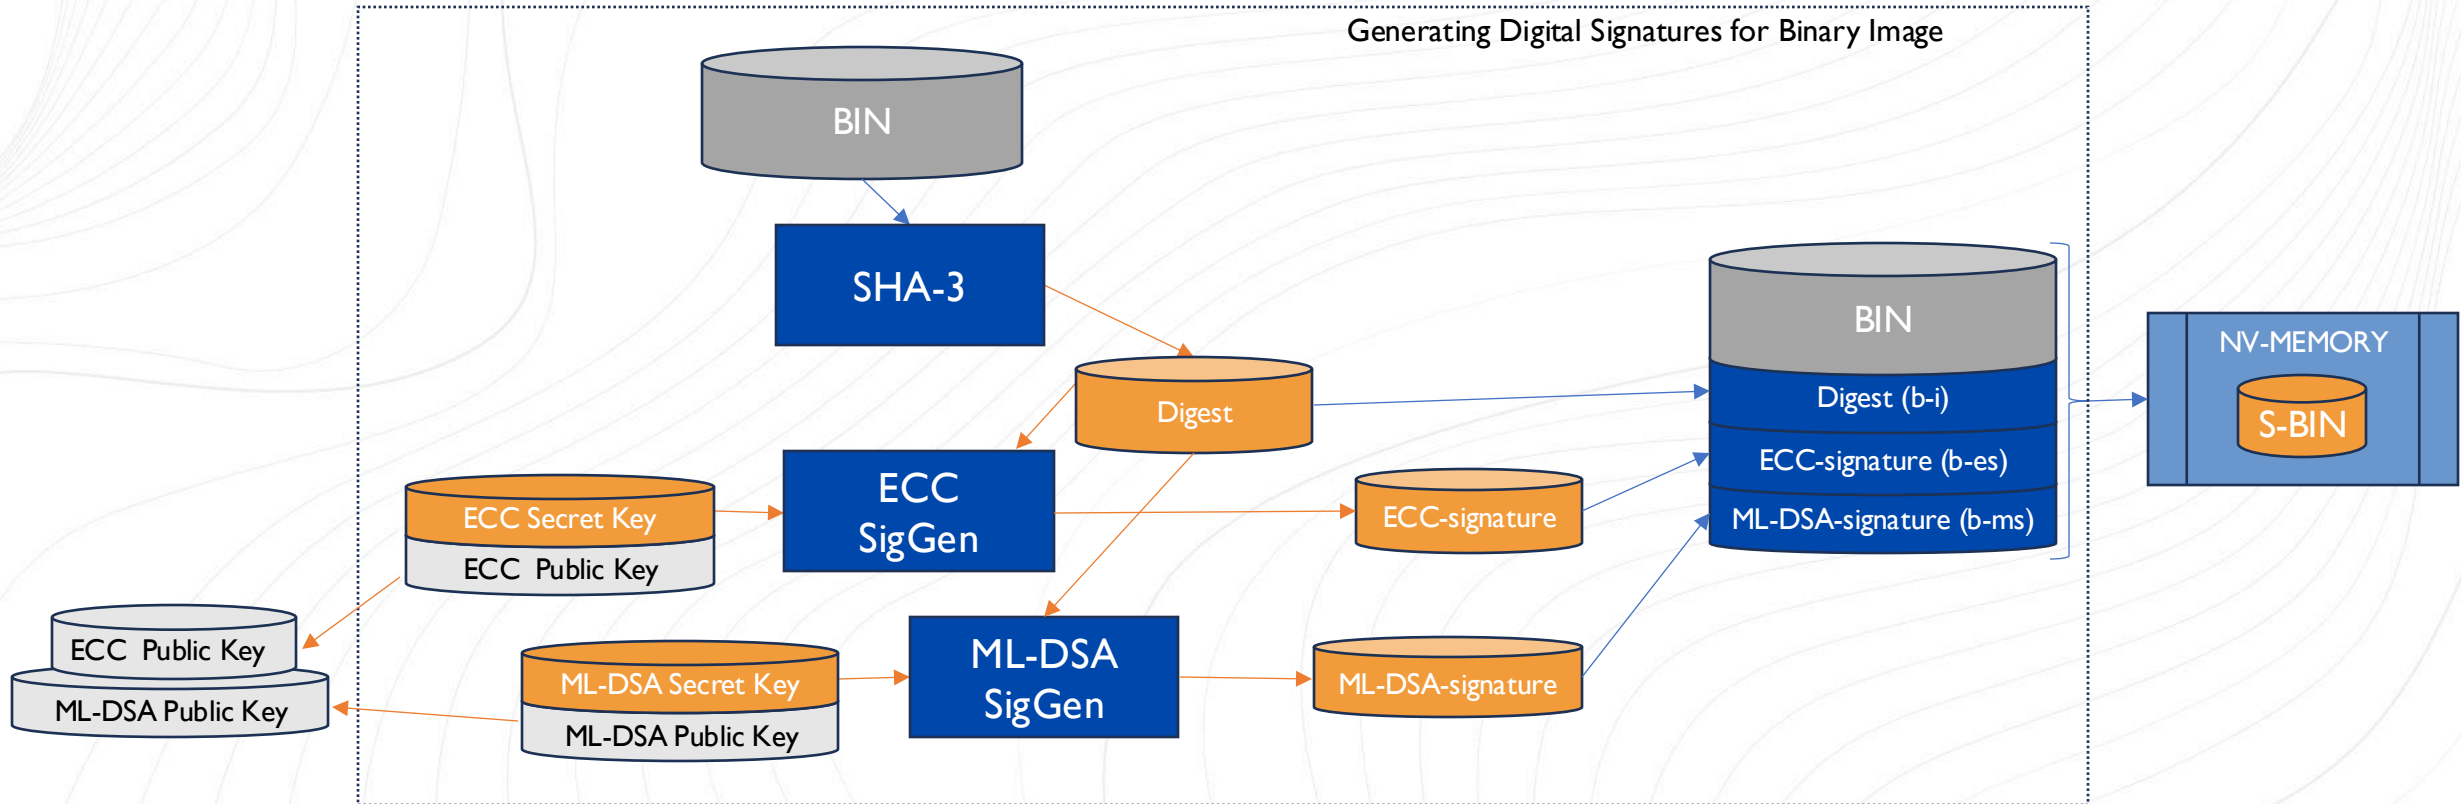 Generating Digital Signatures for Binary Image
BIN
SHA-3
Digest
ECC
SigGen
ECC Secret Key
ECC Public Key
ECC-signature
ECC Public Key
ML-DSA Public Key
ML-DSA Secret Key
ML-DSA Public Key
ML-DSA
SigGen
ML-DSA-signature
BIN
Digest (b-i)
ECC-signature (b-es)
ML-DSA-signature (b-ms)
NV-MEMORY
S-BIN